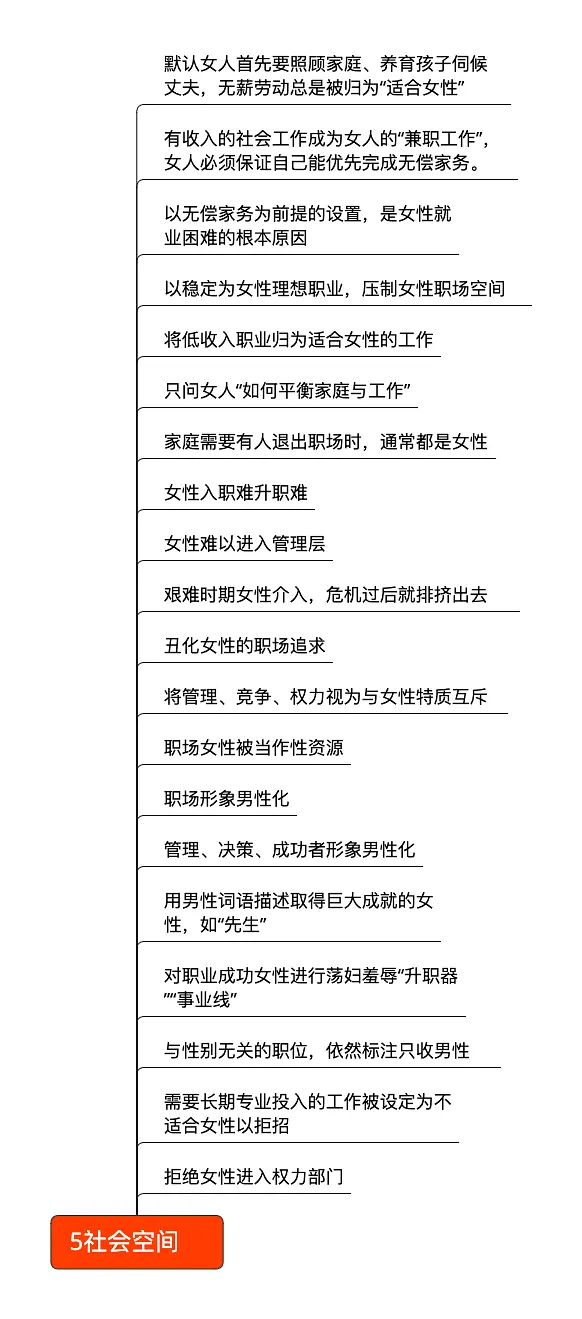 默认女人首先要照顾家庭、养育孩子伺候
丈夫，无薪劳动总是被归为“适合女性”
有收入的社会工作成为女人的“兼职工作”，
女人必须保证自己能优先完成无偿家务。
以无偿家务为前提的设置，是女性就
业困难的根本原因
以稳定为女性理想职业，压制女性职场空间
将低收入职业归为适合女性的工作
只问女人“如何平衡家庭与工作”
家庭需要有人退出职场时，通常都是女性
女性入职难升职难
女性难以进入管理层
艰难时期女性介入，危机过后就排挤出去
丑化女性的职场追求
将管理、竞争、权力视为与女性特质互斥
职场女性被当作性资源
职场形象男性化
管理、决策、成功者形象男性化
用男性词语描述取得巨大成就的女
性，如“先生”
对职业成功女性进行荡妇羞辱“升职器
”“事业线”
与性别无关的职位，依然标注只收男性
需要长期专业投入的工作被设定为不
适合女性以拒招
拒绝女性进入权力部门
5社会空间